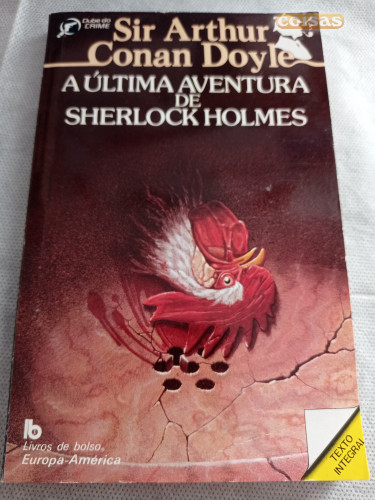 Clube do
CRIME
coisas
Sir Arthur
Conan Doyle
A ÚLTIMA AVENTURA
DE
SHERLOCK HOLMES
b
Livros de bolso
Europa-América
TEXTO
INTEGRAL